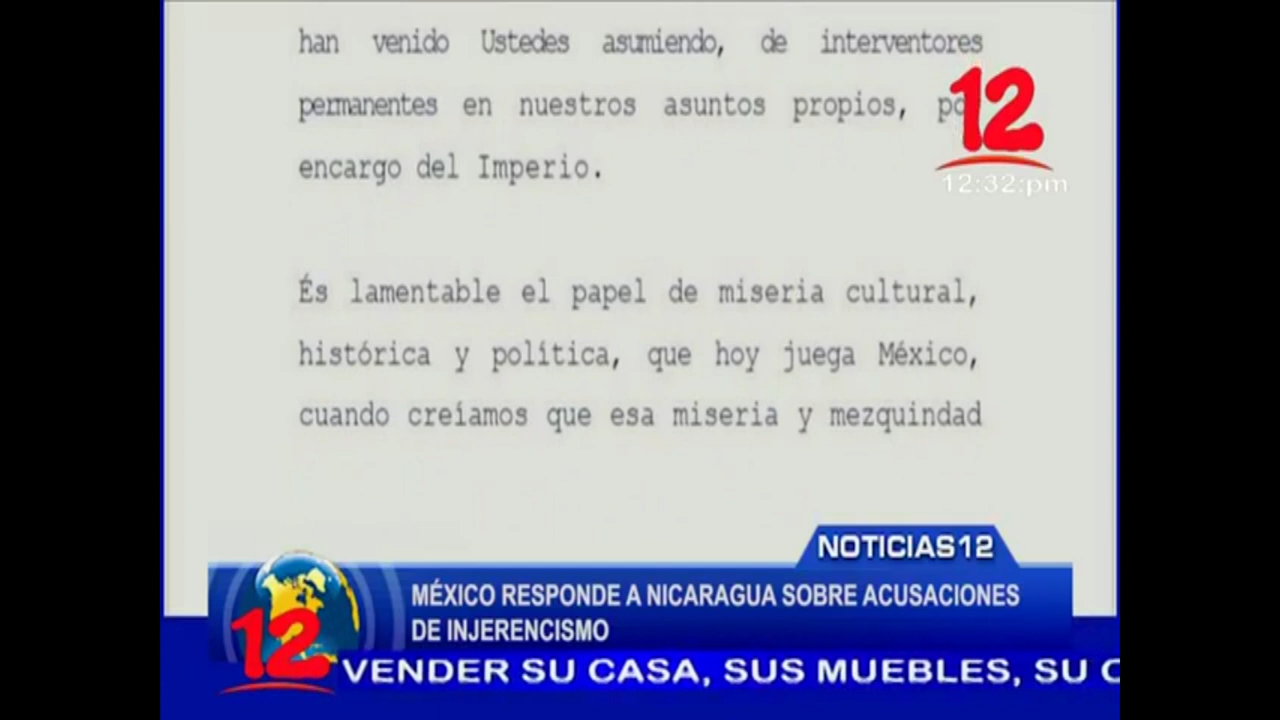 han venido Ustedes asumiendo, de interventores
permanentes en nuestros asuntos propios,
encargo del Imperio.
És lamentable el papel de miseria cultural,
histórica y política, que hoy juega México,
cuando creíamos que esa miseria y mezquindad
12
12:32:pm
NOTICIAS12
MÉXICO RESPONDE A NICARAGUA SOBRE ACUSACIONES
DE INJERENCISMO
12
VENDER SU CASA, SUS MUEBLES, SU